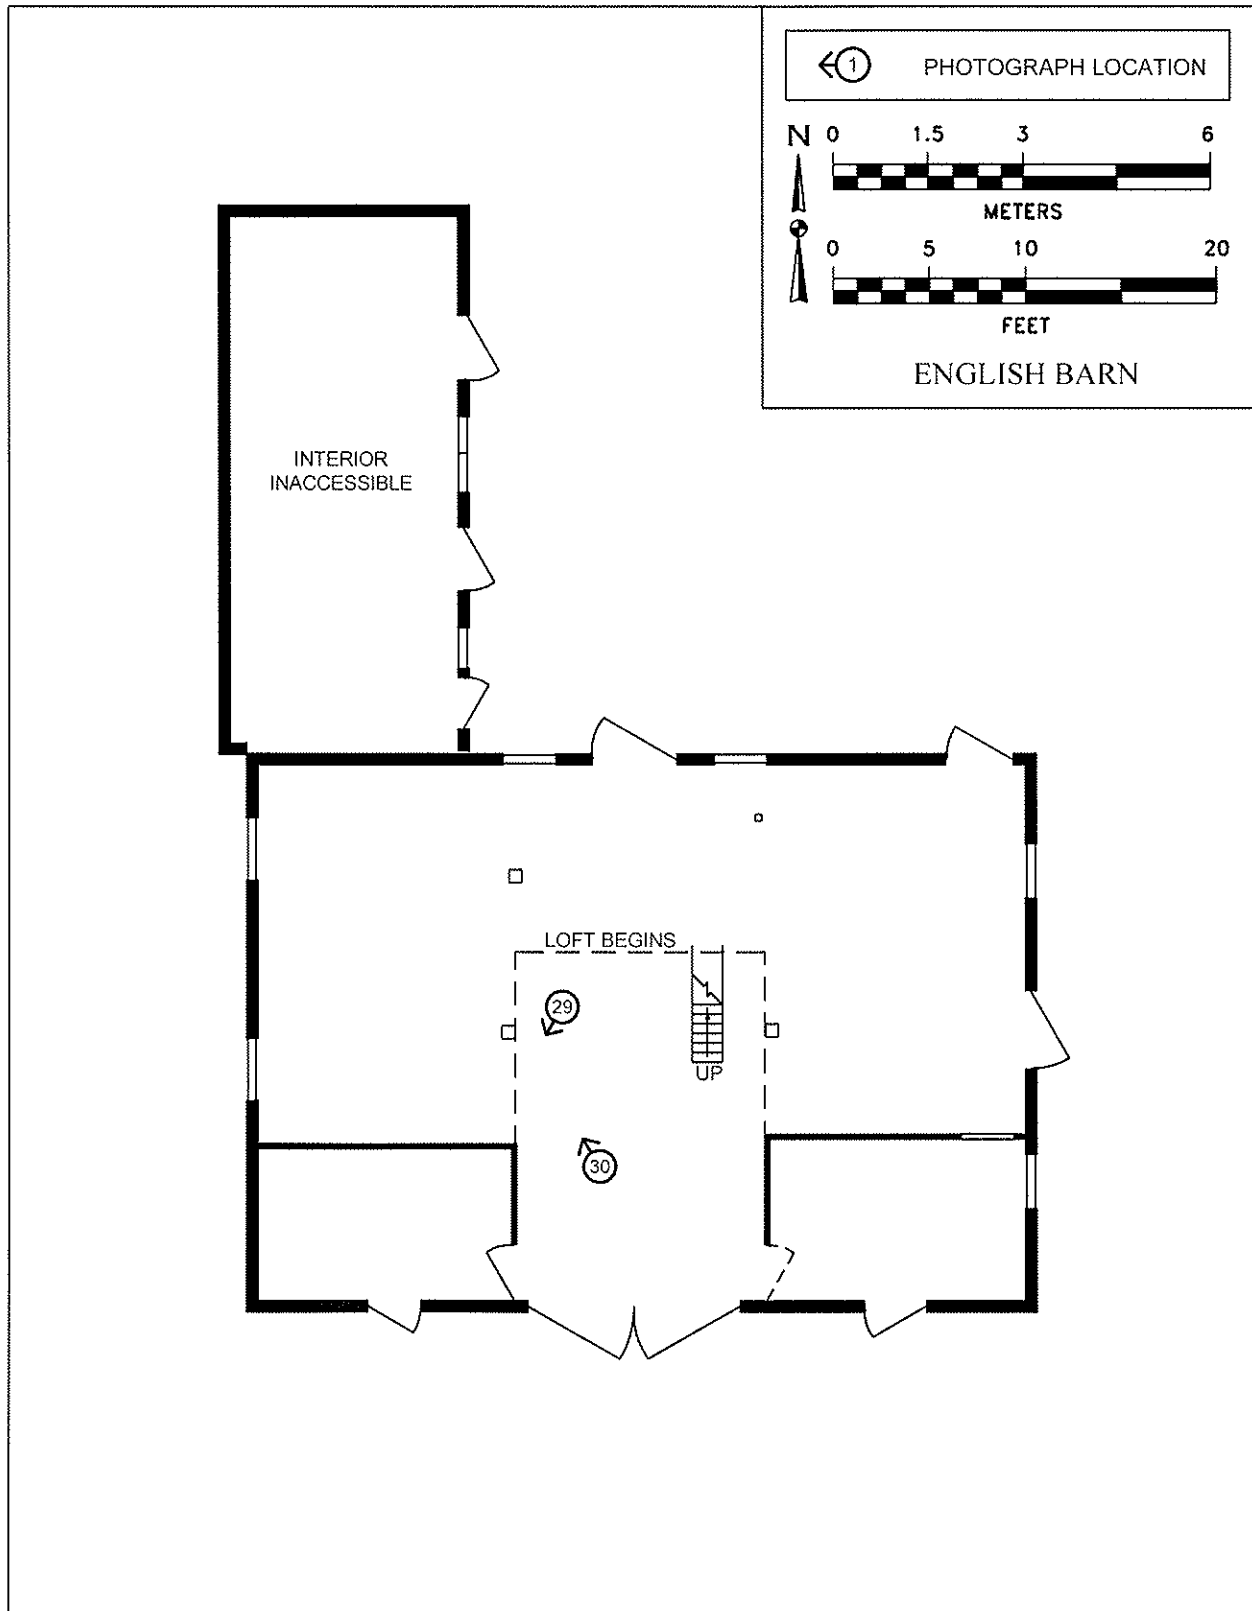 1 PHOTOGRAPH LOCATION
N 0 1.5 3 6
METERS
0 5 10 20
FEET
ENGLISH BARN
INTERIOR
INACCESSIBLE
LOFT BEGINS
29
UP
30